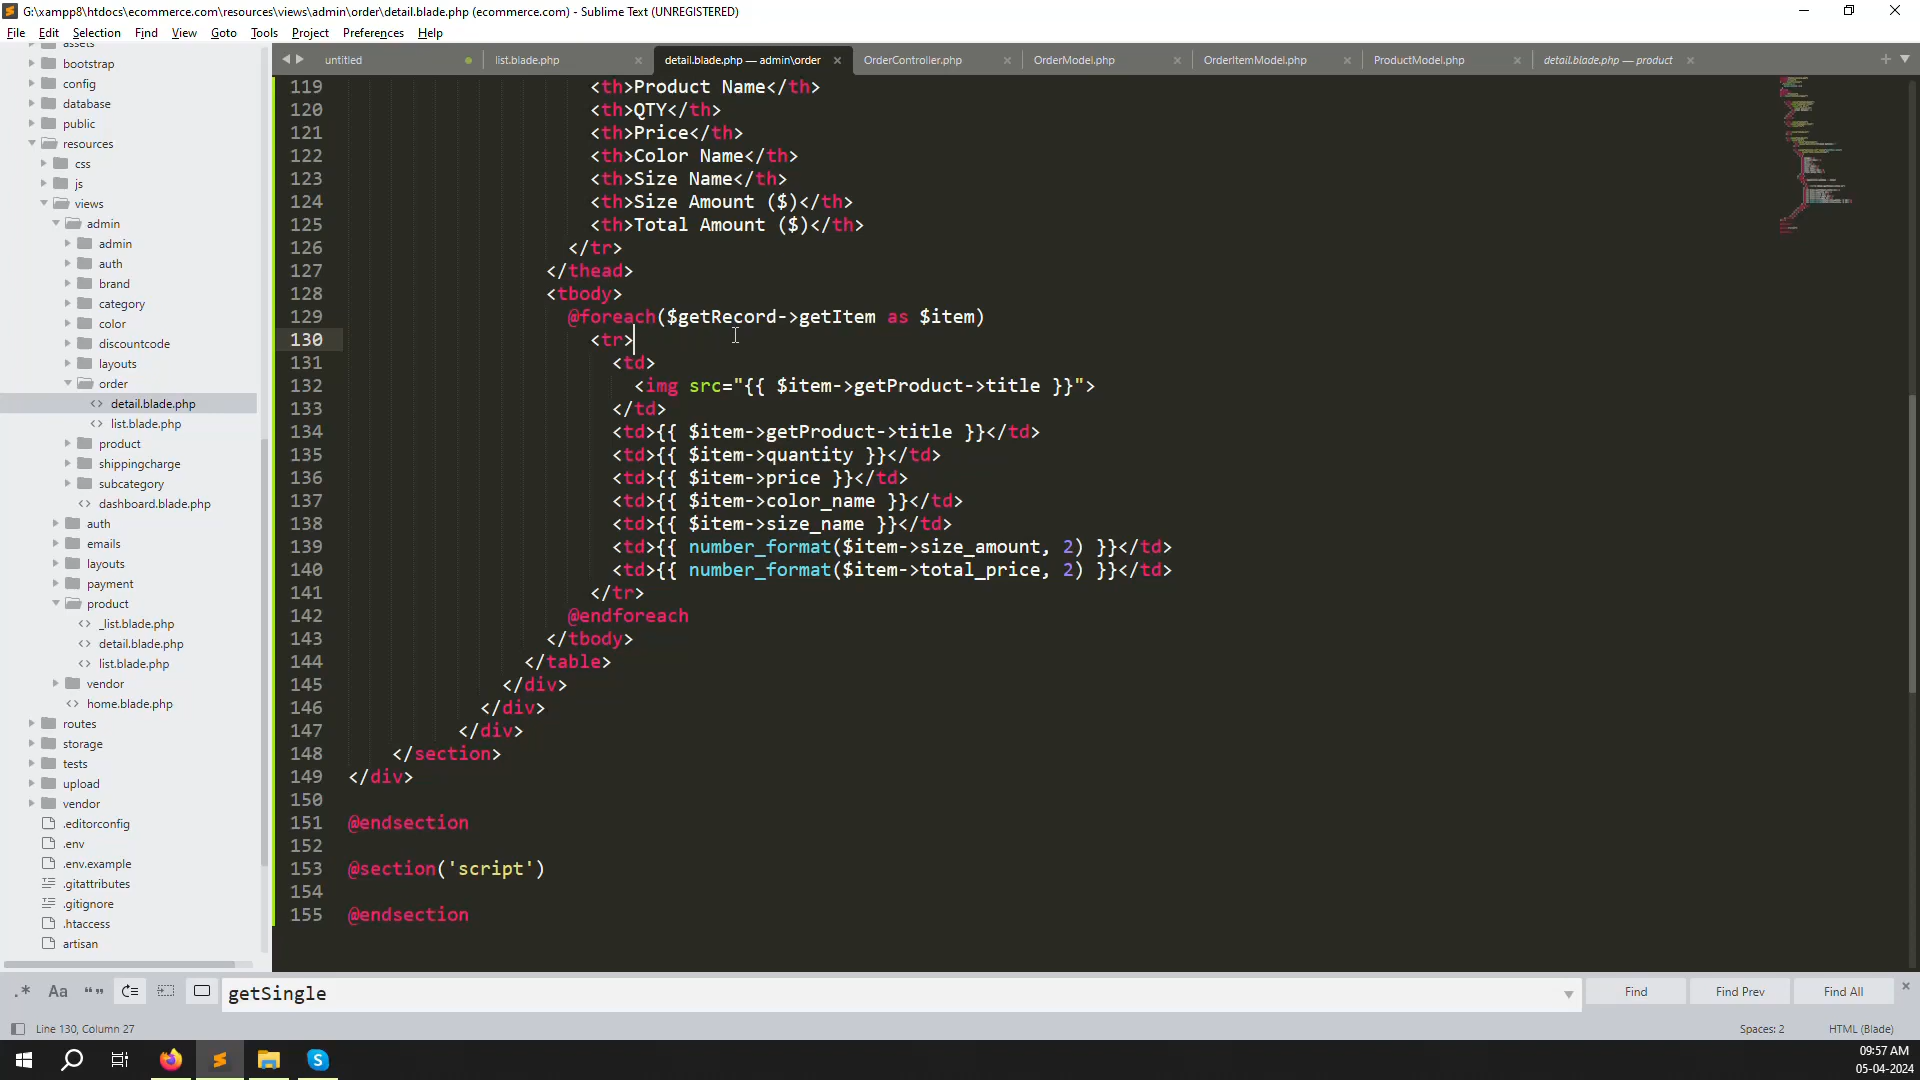 G:\xampp8\htdocs\ecommerce.com\resources\views\admin\order\detail.blade.php (ecommerce.com) - Sublime Text (UNREGISTERED)
File Edit Selection Find View Goto Tools Project Preferences Help
assets
bootstrap
config
database
public
resources
css
js
views
admin
admin
auth
brand
category
color
discountcode
layouts
order
detail.blade.php
list.blade.php
product
shippingcharge
subcategory
dashboard.blade.php
auth
emails
layouts
payment
product
_list.blade.php
detail.blade.php
list.blade.php
vendor
home.blade.php
routes
storage
tests
upload
vendor
.editorconfig
.env
.env.example
.gitattributes
.gitignore
.htaccess
artisan
untitled list.blade.php detail.blade.php — admin\order OrderController.php OrderModel.php OrderItemModel.php ProductModel.php detail.blade.php — product
119 <th>Product Name</th>
120 <th>QTY</th>
121 <th>Price</th>
122 <th>Color Name</th>
123 <th>Size Name</th>
124 <th>Size Amount ($)</th>
125 <th>Total Amount ($)</th>
126 </tr>
127 </thead>
128 <tbody>
129 @foreach($getRecord->getItem as $item)
130 <tr>
131 <td>
132 <img src="{{ $item->getProduct->title }}">
133 </td>
134 <td>{{ $item->getProduct->title }}</td>
135 <td>{{ $item->quantity }}</td>
136 <td>{{ $item->price }}</td>
137 <td>{{ $item->color_name }}</td>
138 <td>{{ $item->size_name }}</td>
139 <td>{{ number_format($item->size_amount, 2) }}</td>
140 <td>{{ number_format($item->total_price, 2) }}</td>
141 </tr>
142 @endforeach
143 </tbody>
144 </table>
145 </div>
146 </div>
147 </div>
148 </section>
149 </div>
150
151 @endsection
152
153 @section('script')
154
155 @endsection
.* Aa “” getSingle Find Find Prev Find All
Line 130, Column 27 Spaces: 2 HTML (Blade)
09:57 AM
05-04-2024